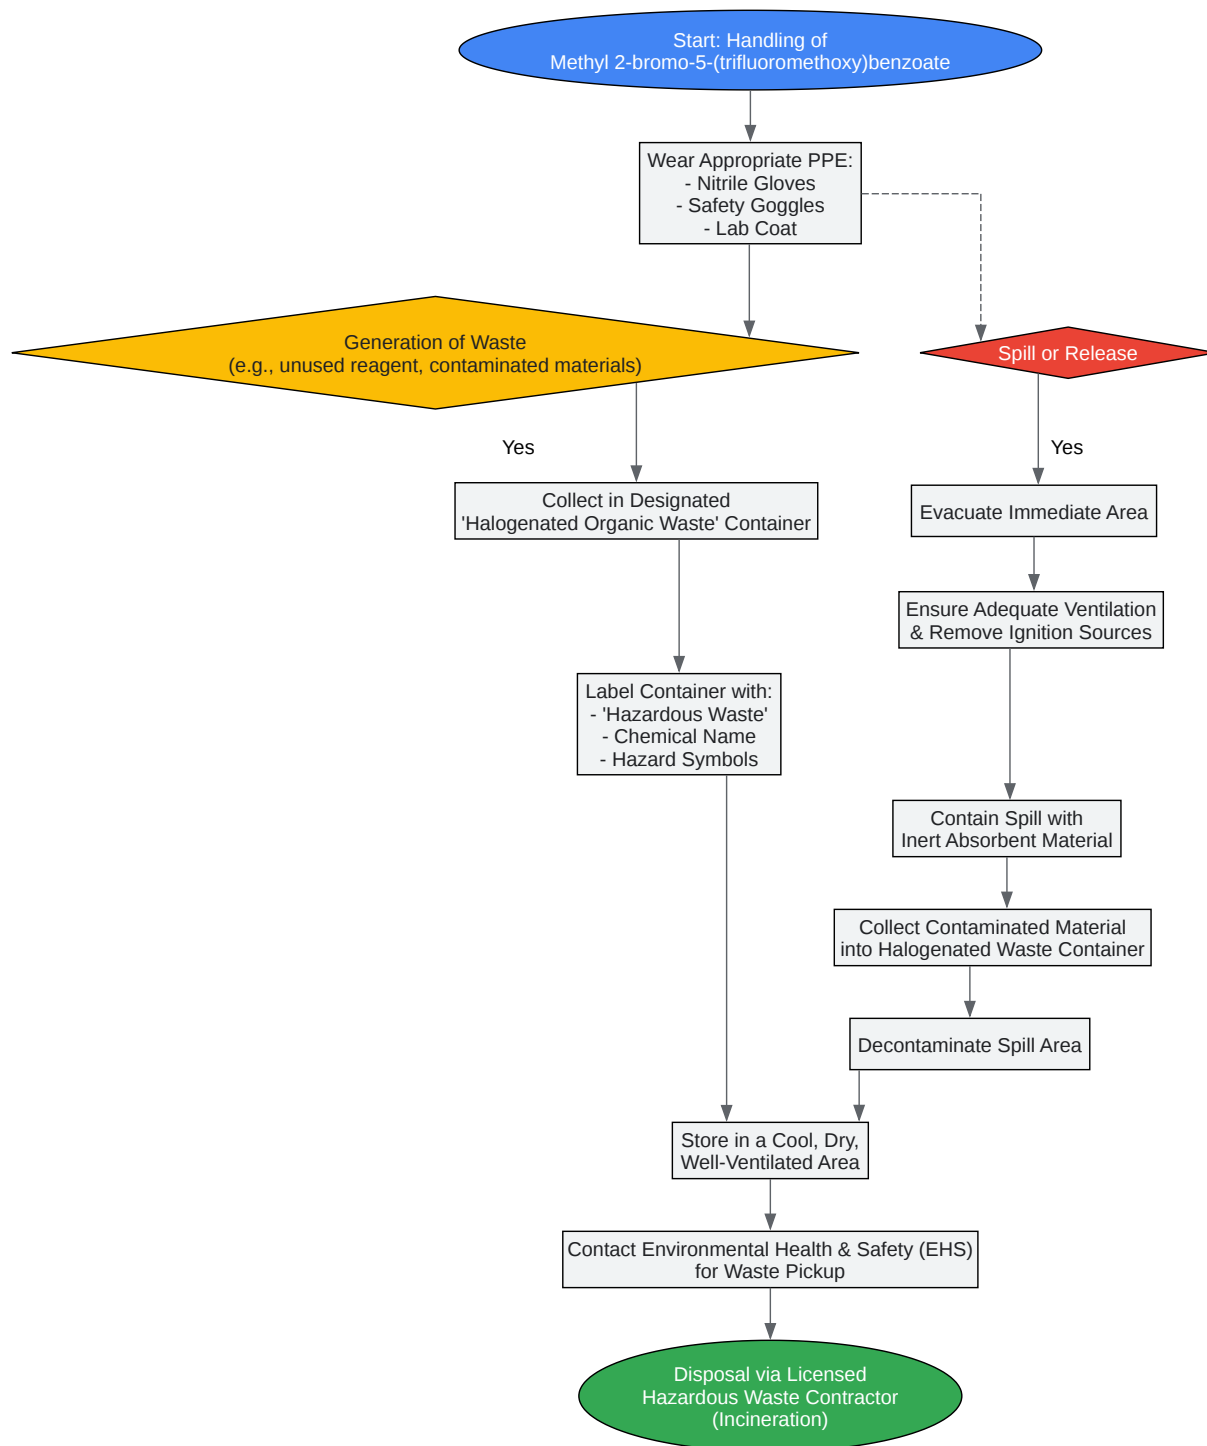 Start: Handling of
Methyl 2-bromo-5-(trifluoromethoxy)benzoate
Wear Appropriate PPE:
- Nitrile Gloves
- Safety Goggles
- Lab Coat
Generation of Waste
(e.g., unused reagent, contaminated materials)
Spill or Release
Yes
Yes
Collect in Designated
'Halogenated Organic Waste' Container
Evacuate Immediate Area
Ensure Adequate Ventilation
& Remove Ignition Sources
Label Container with:
- 'Hazardous Waste'
- Chemical Name
- Hazard Symbols
Contain Spill with
Inert Absorbent Material
Collect Contaminated Material
into Halogenated Waste Container
Decontaminate Spill Area
Store in a Cool, Dry,
Well-Ventilated Area
Contact Environmental Health & Safety (EHS)
for Waste Pickup
Disposal via Licensed
Hazardous Waste Contractor
(Incineration)